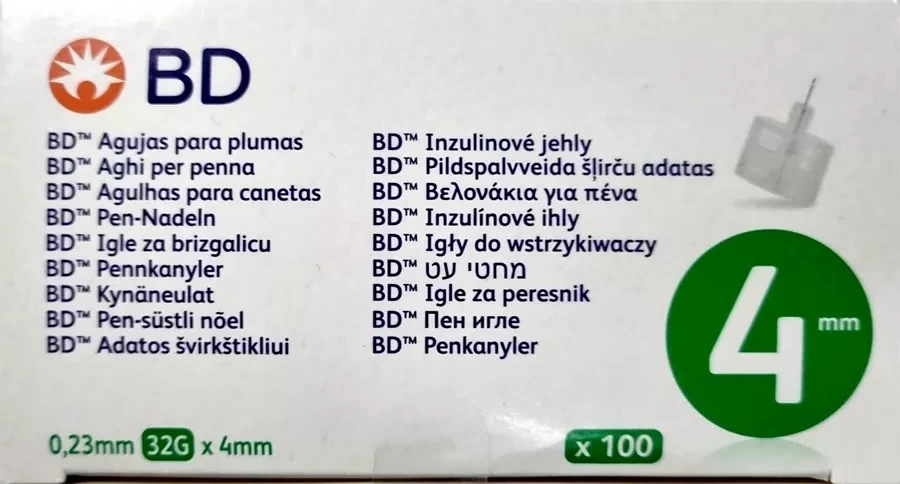 BD
BD™ Agujas para plumas
BD™ Aghi per penna
BD™ Agulhas para canetas
BD™ Pen-Nadeln
BD™ Igle za brizgalicu
BD™ Pennkanyler
BD™ Kynäneulat
BD™ Pen-süstli nõel
BD™ Adatos švirkštikliui
BD™ Inzulinové jehly
BD™ Pildspalvveida šļirču adatas
BD™ Βελονάκια για πένα
BD™ Inzulínové ihly
BD™ Igły do wstrzykiwaczy
BD™ מחטי עט
BD™ Igle za peresnik
BD™ Пен игле
BD™ Penkanyler
4 mm
0,23mm 32G x 4mm
x 100